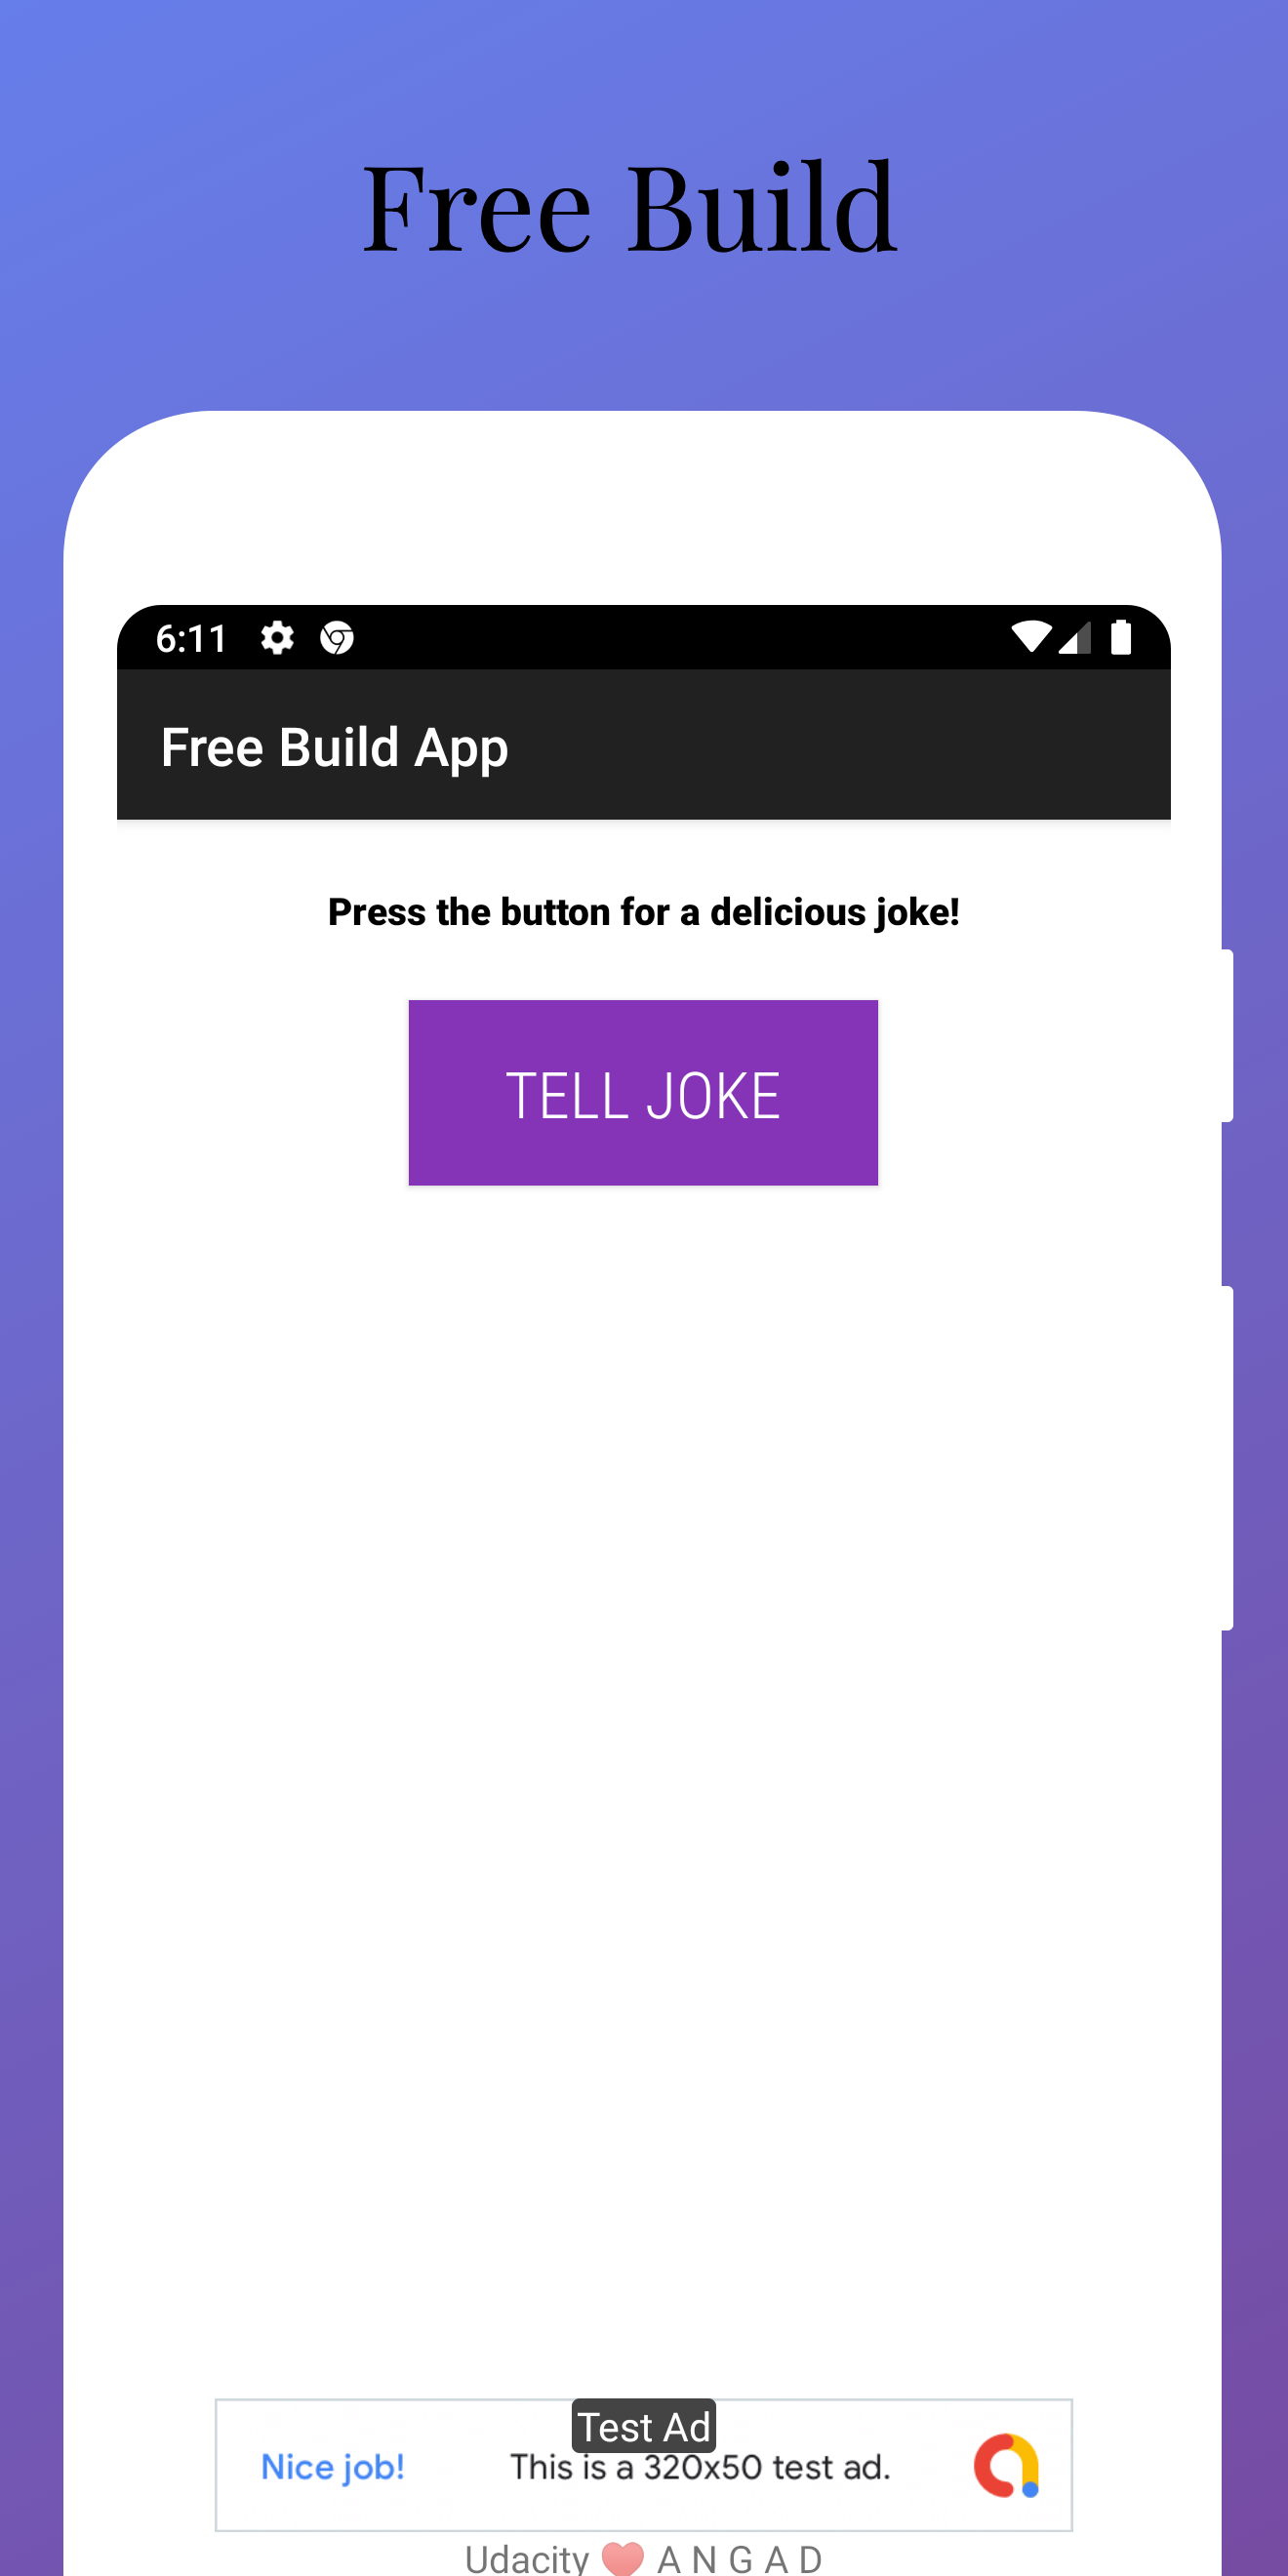 Free Build
6:11
Free Build App
Press the button for a delicious joke!
TELL JOKE
Test Ad
Nice job! This is a 320x50 test ad.
Udacity ❤️ A N G A D